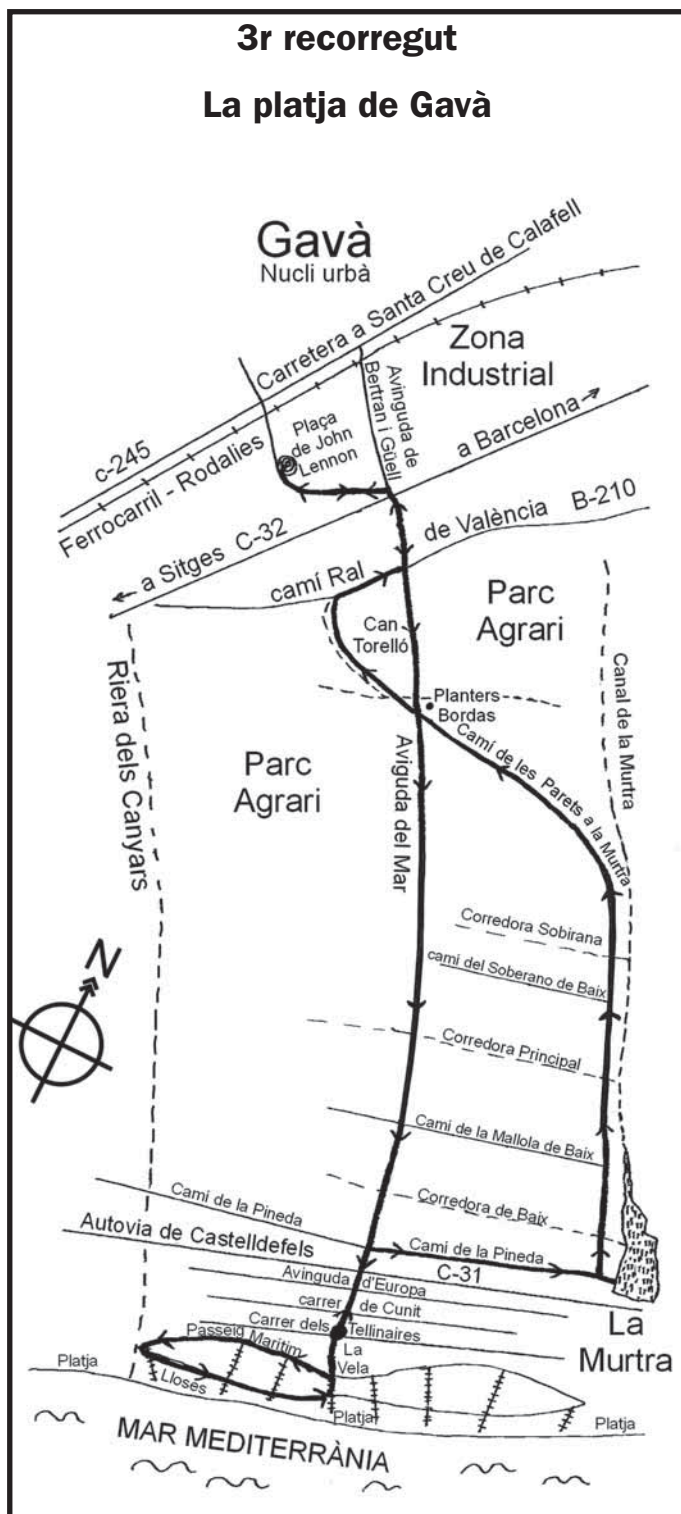 3r recorregut
La platja de Gavà
Gavà
Nucli urbà
Carretera a Santa Creu de Calafell
c-245
Ferrocarril - Rodalies
Zona
Industrial
Plaça
de John
Lennon
Avinguda de
Bertran i Güell
a Barcelona
a Sitges C-32
de València B-210
camí Ral
Can
Torelló
Parc
Agrari
Planters
Bordas
Canal de la Murtra
Riera dels Canyars
Parc
Agrari
Aviguda del Mar
Camí de les Parets a la Murtra
N
Corredora Sobirana
camí del Soberano de Baix
Corredora Principal
Camí de la Mallola de Baix
Corredora de Baix
Camí de la Pineda
Camí de la Pineda
Autovia de Castelldefels
C-31
Avinguda d'Europa
carrer de Cunit
Carrer dels Tellinaires
Passeig Marítim
La
Vela
La
Murtra
Platja
Lloses
Platja
Platja
MAR MEDITERRÀNIA